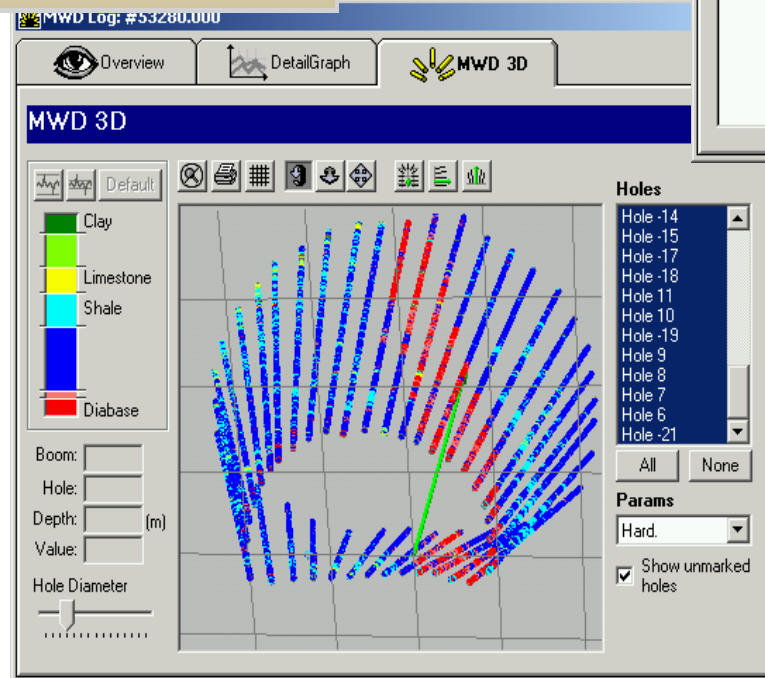 MWD Log: #53280.000
Overview
DetailGraph
MWD 3D
MWD 3D
Default
Clay
Limestone
Shale
Diabase
Boom:
Hole:
Depth: (m)
Value:
Hole Diameter
Holes
Hole -14
Hole -15
Hole -17
Hole -18
Hole 11
Hole 10
Hole -19
Hole 9
Hole 8
Hole 7
Hole 6
Hole -21
All None
Params
Hard.
Show unmarked
holes